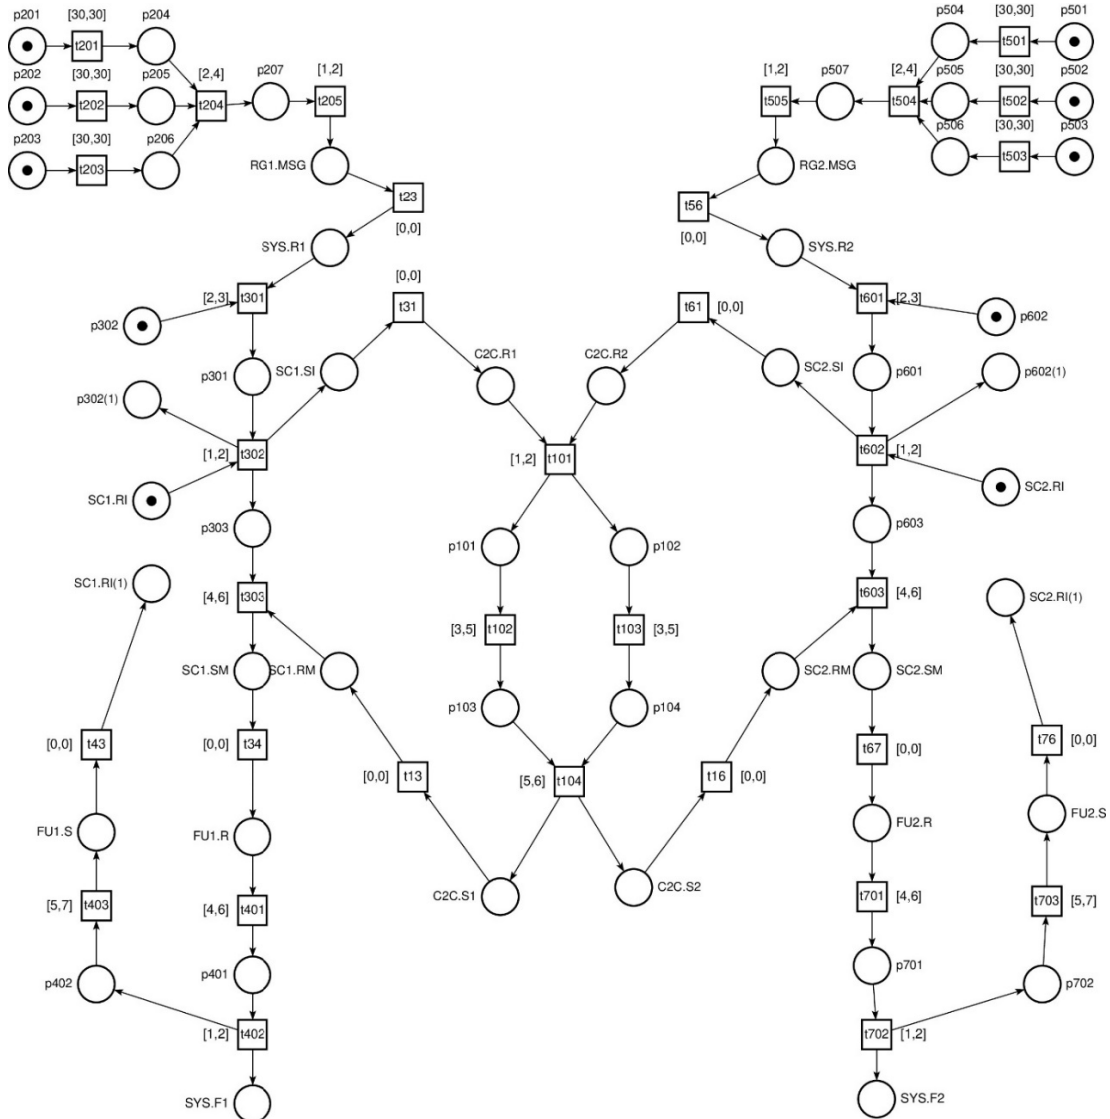 p201 [30,30] p204 p504 [30,30] p501
t201 t501
p202 [30,30] p205 [2,4] p207 [1,2] [1,2] p507 [2,4] p505 [30,30] p502
t202 t204 t205 t505 t504 t502
p203 [30,30] p206 p506 [30,30] p503
t203 t503
RG1.MSG RG2.MSG
t23 t56
[0,0] [0,0]
SYS.R1 SYS.R2
[0,0]
[2,3] t301 t31 t61 [0,0] t601 [2,3]
p302 p602
C2C.R1 C2C.R2
p301 SC1.SI SC2.SI p601 p602(1)
p302(1)
[1,2] t302 [1,2] t101 t602 [1,2]
SC1.RI SC2.RI
p303 p603
p101 p102
SC1.RI(1) [4,6] t303 t603 [4,6] SC2.RI(1)
t102 [3,5] t103 [3,5]
SC1.SM SC1.RM SC2.RM SC2.SM
p103 p104
[0,0] t43 [0,0] t34 t67 [0,0] t76 [0,0]
[0,0] t13 [5,6] t104 t16 [0,0]
FU1.S FU1.R FU2.R FU2.S
C2C.S1 C2C.S2
[5,7] t403 [4,6] t401 t701 [4,6] t703 [5,7]
p402 p401 p701 p702
[1,2] t402 t702 [1,2]
SYS.F1 SYS.F2